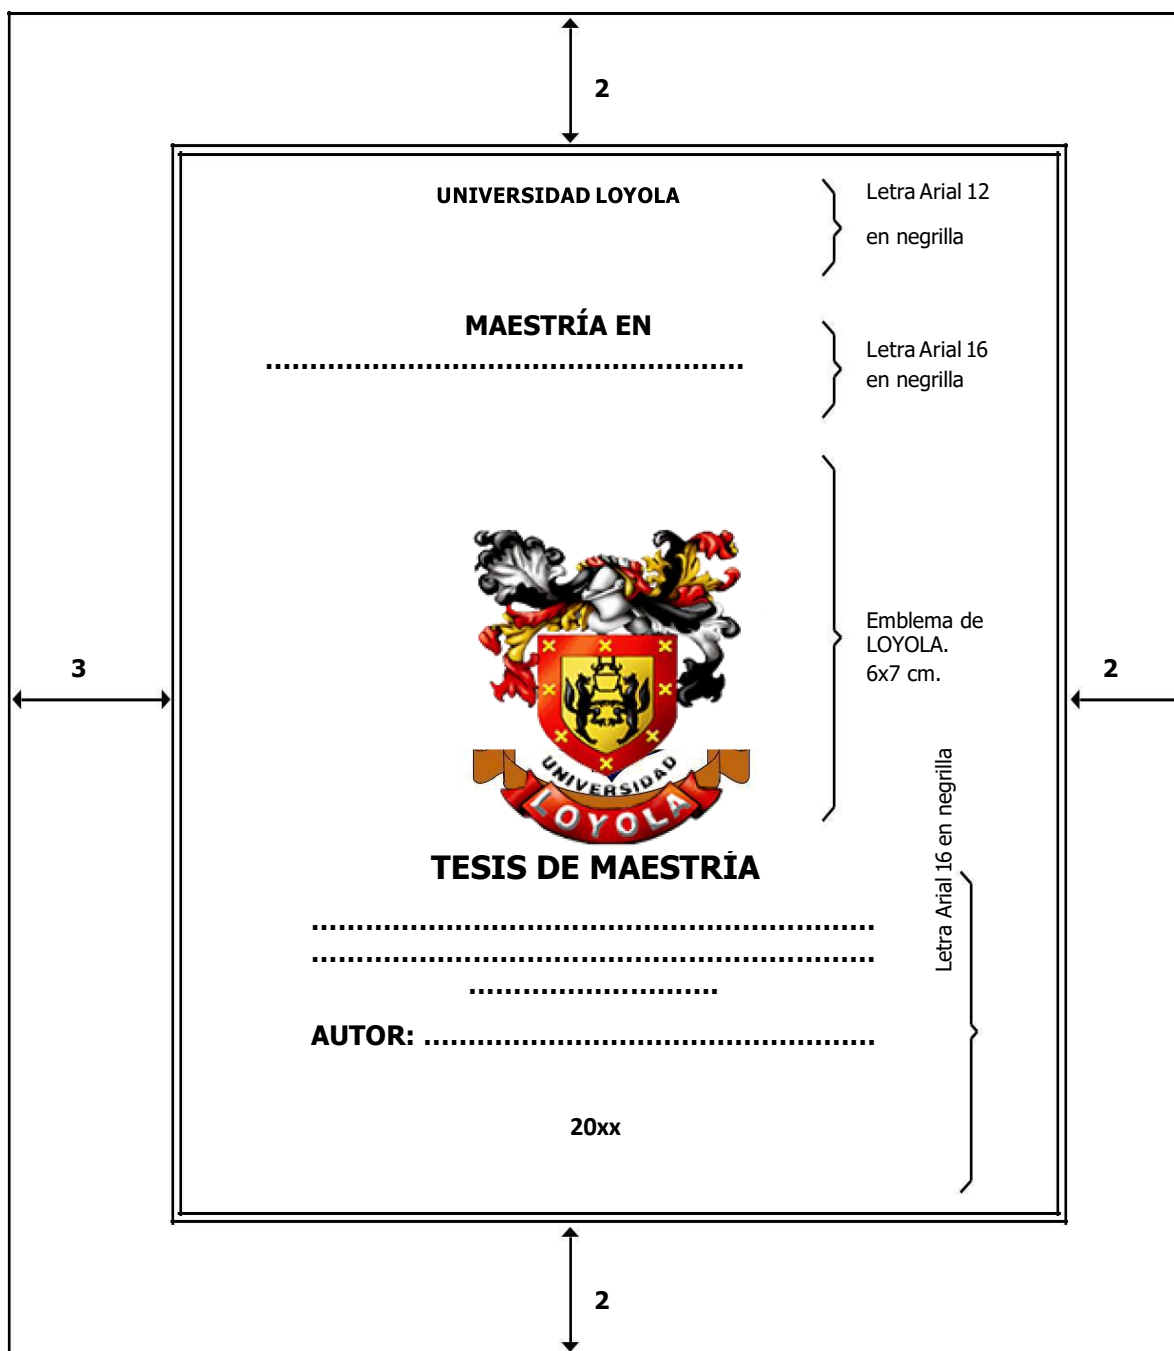 2
UNIVERSIDAD LOYOLA
Letra Arial 12
en negrilla
MAESTRÍA EN
......................................................
Letra Arial 16
en negrilla
Emblema de
LOYOLA.
6x7 cm.
3
2
UNIVERSIDAD
LOYOLA
Letra Arial 16 en negrilla
TESIS DE MAESTRÍA
................................................................
................................................................
............................
AUTOR: ...................................................
20xx
2